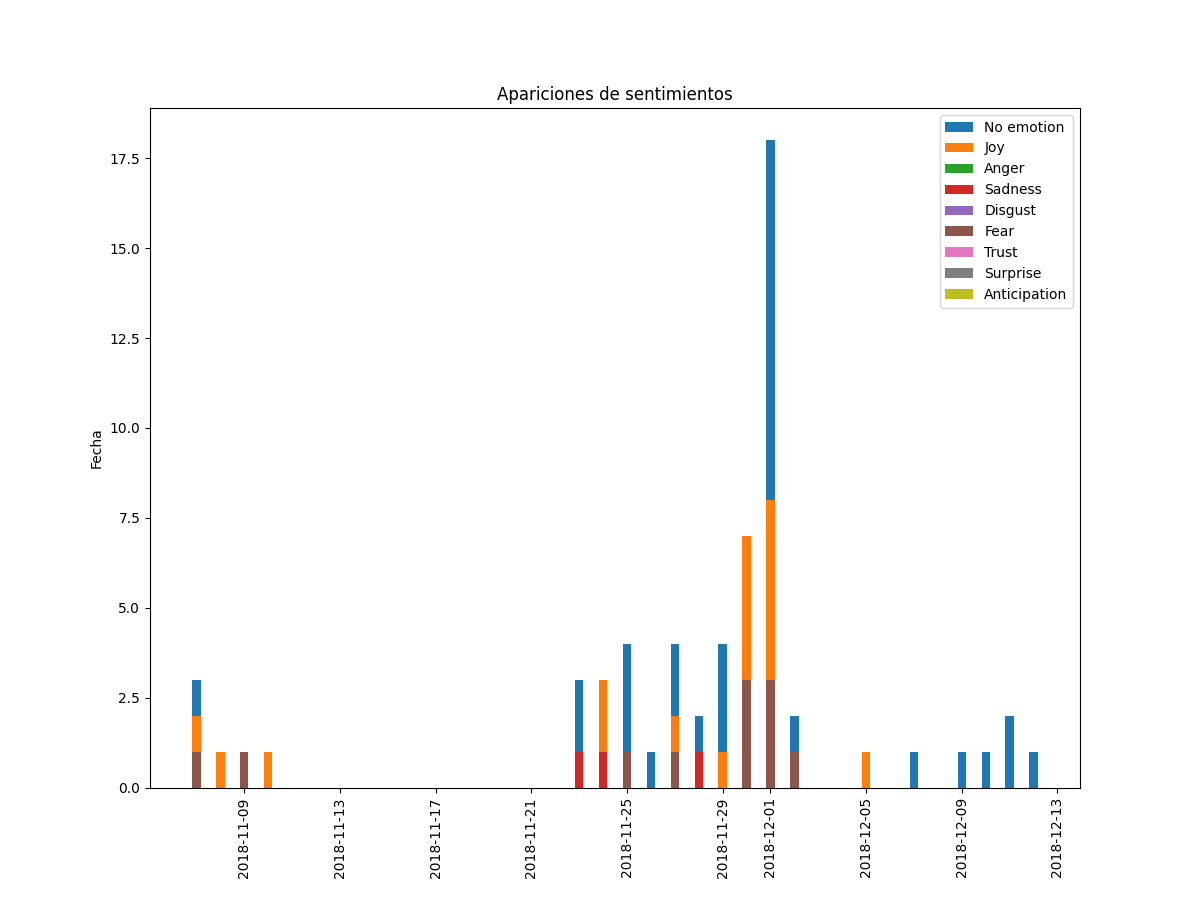 Apariciones de sentimientos
No emotion
Joy
Anger
Sadness
Disgust
Fear
Trust
Surprise
Anticipation
17.5
15.0
12.5
10.0
7.5
5.0
2.5
0.0
Fecha
2018-11-09
2018-11-13
2018-11-17
2018-11-21
2018-11-25
2018-11-29
2018-12-01
2018-12-05
2018-12-09
2018-12-13